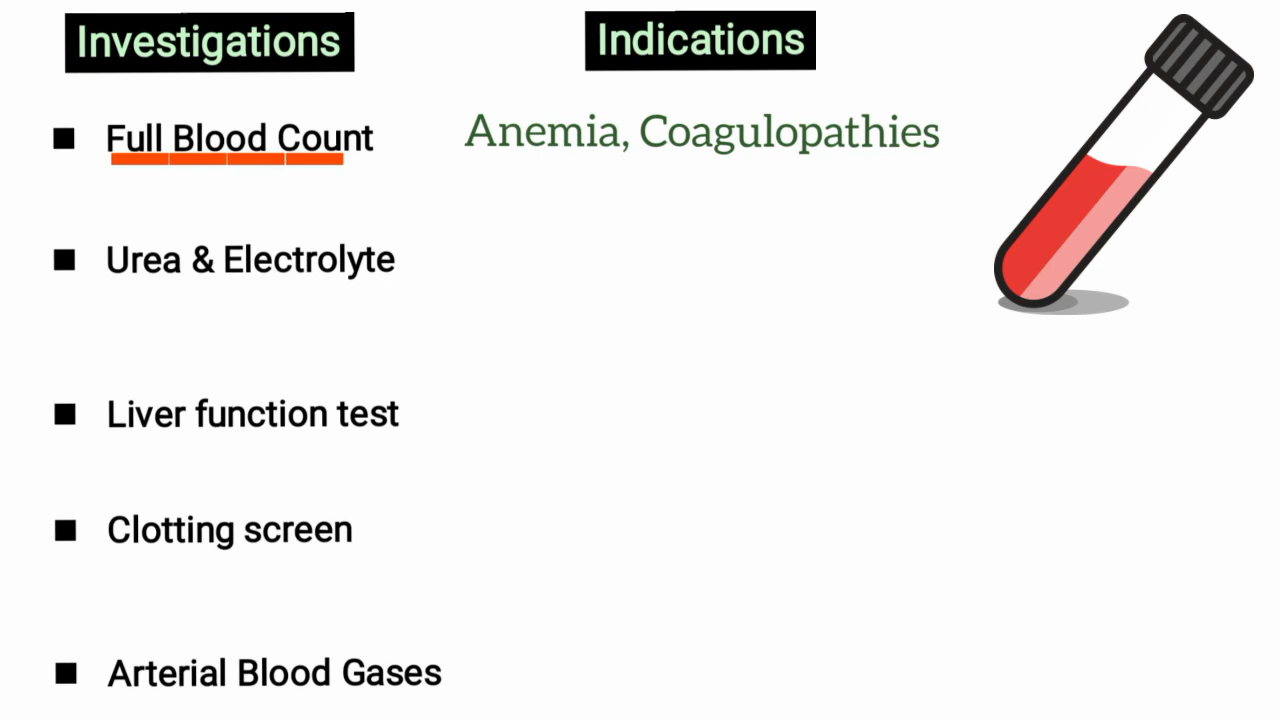 Investigations
Indications
Full Blood Count
Anemia, Coagulopathies
Urea & Electrolyte
Liver function test
Clotting screen
Arterial Blood Gases